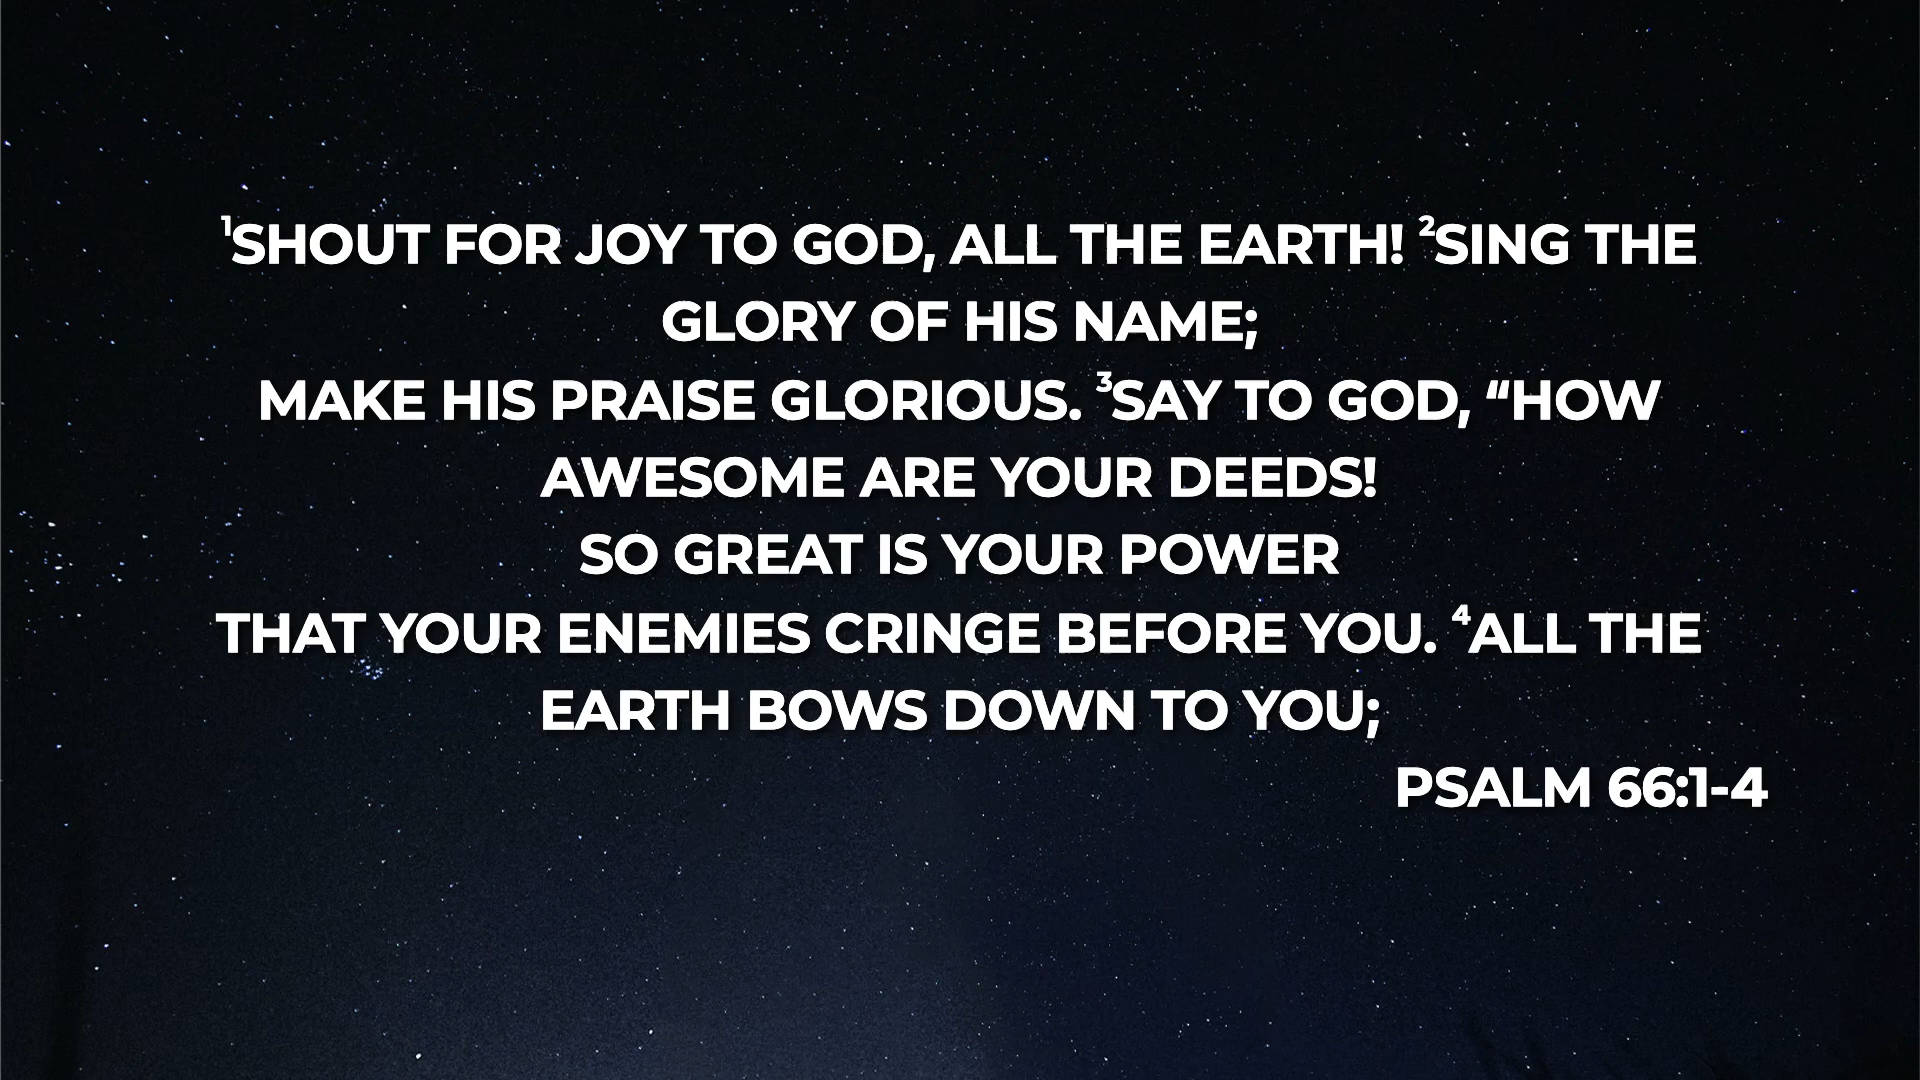 ¹SHOUT FOR JOY TO GOD, ALL THE EARTH! ²SING THE
GLORY OF HIS NAME;
MAKE HIS PRAISE GLORIOUS. ³SAY TO GOD, “HOW
AWESOME ARE YOUR DEEDS!
SO GREAT IS YOUR POWER
THAT YOUR ENEMIES CRINGE BEFORE YOU. ⁴ALL THE
EARTH BOWS DOWN TO YOU;
PSALM 66:1-4